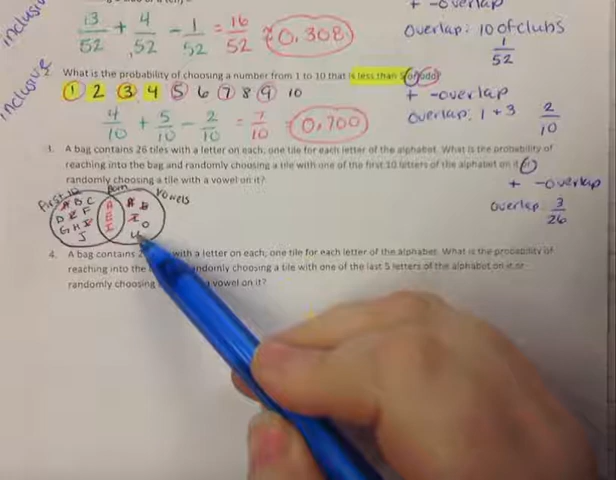 inclusive
13/52 + 4/52 - 1/52 = 16/52 ≈ 0.308
+ - overlap
overlap: 10 of clubs
1/52
inclusive
2. What is the probability of choosing a number from 1 to 10 that is less than 5 or odd?
1 2 3 4 5 6 7 8 9 10
+ - overlap
overlap: 1 + 3
2/10
4/10 + 5/10 - 2/10 = 7/10 = 0.700
3. A bag contains 26 tiles with a letter on each, one tile for each letter of the alphabet. What is the probability of
reaching into the bag and randomly choosing a tile with one of the first 10 letters of the alphabet on it or
randomly choosing a tile with a vowel on it?
+ - overlap
overlap: 3/26
First 10
Both
Vowels
A B C
D E F
G H I
J
A
E
I
A E
I O
U
4. A bag contains with a letter on each, one tile for each letter of the alphabet. What is the probability of
reaching into the randomly choosing a tile with one of the last 5 letters of the alphabet on it or
randomly choosing a vowel on it?